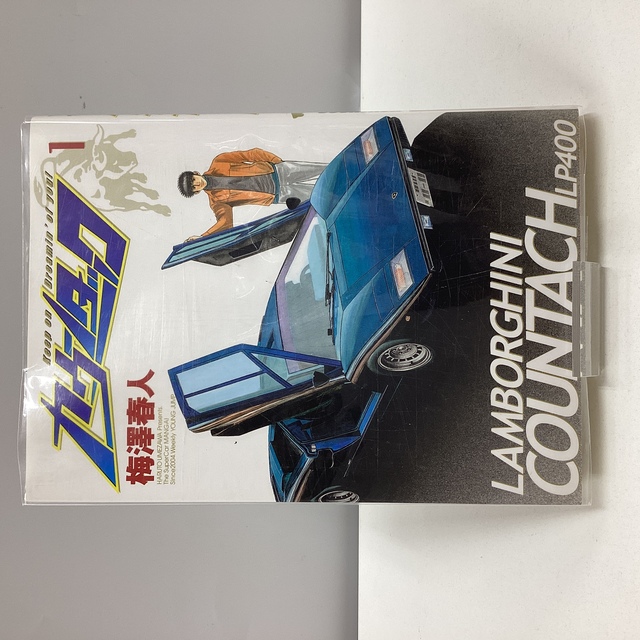 1
Keep on Dreamin' of you!
カウンタック
梅澤春人
HARUTO UMEZAWA Presents
The SuperCar MANGA!
Since2004 Weekly YOUNG JUMP
LAMBORGHINI
COUNTACH LP400